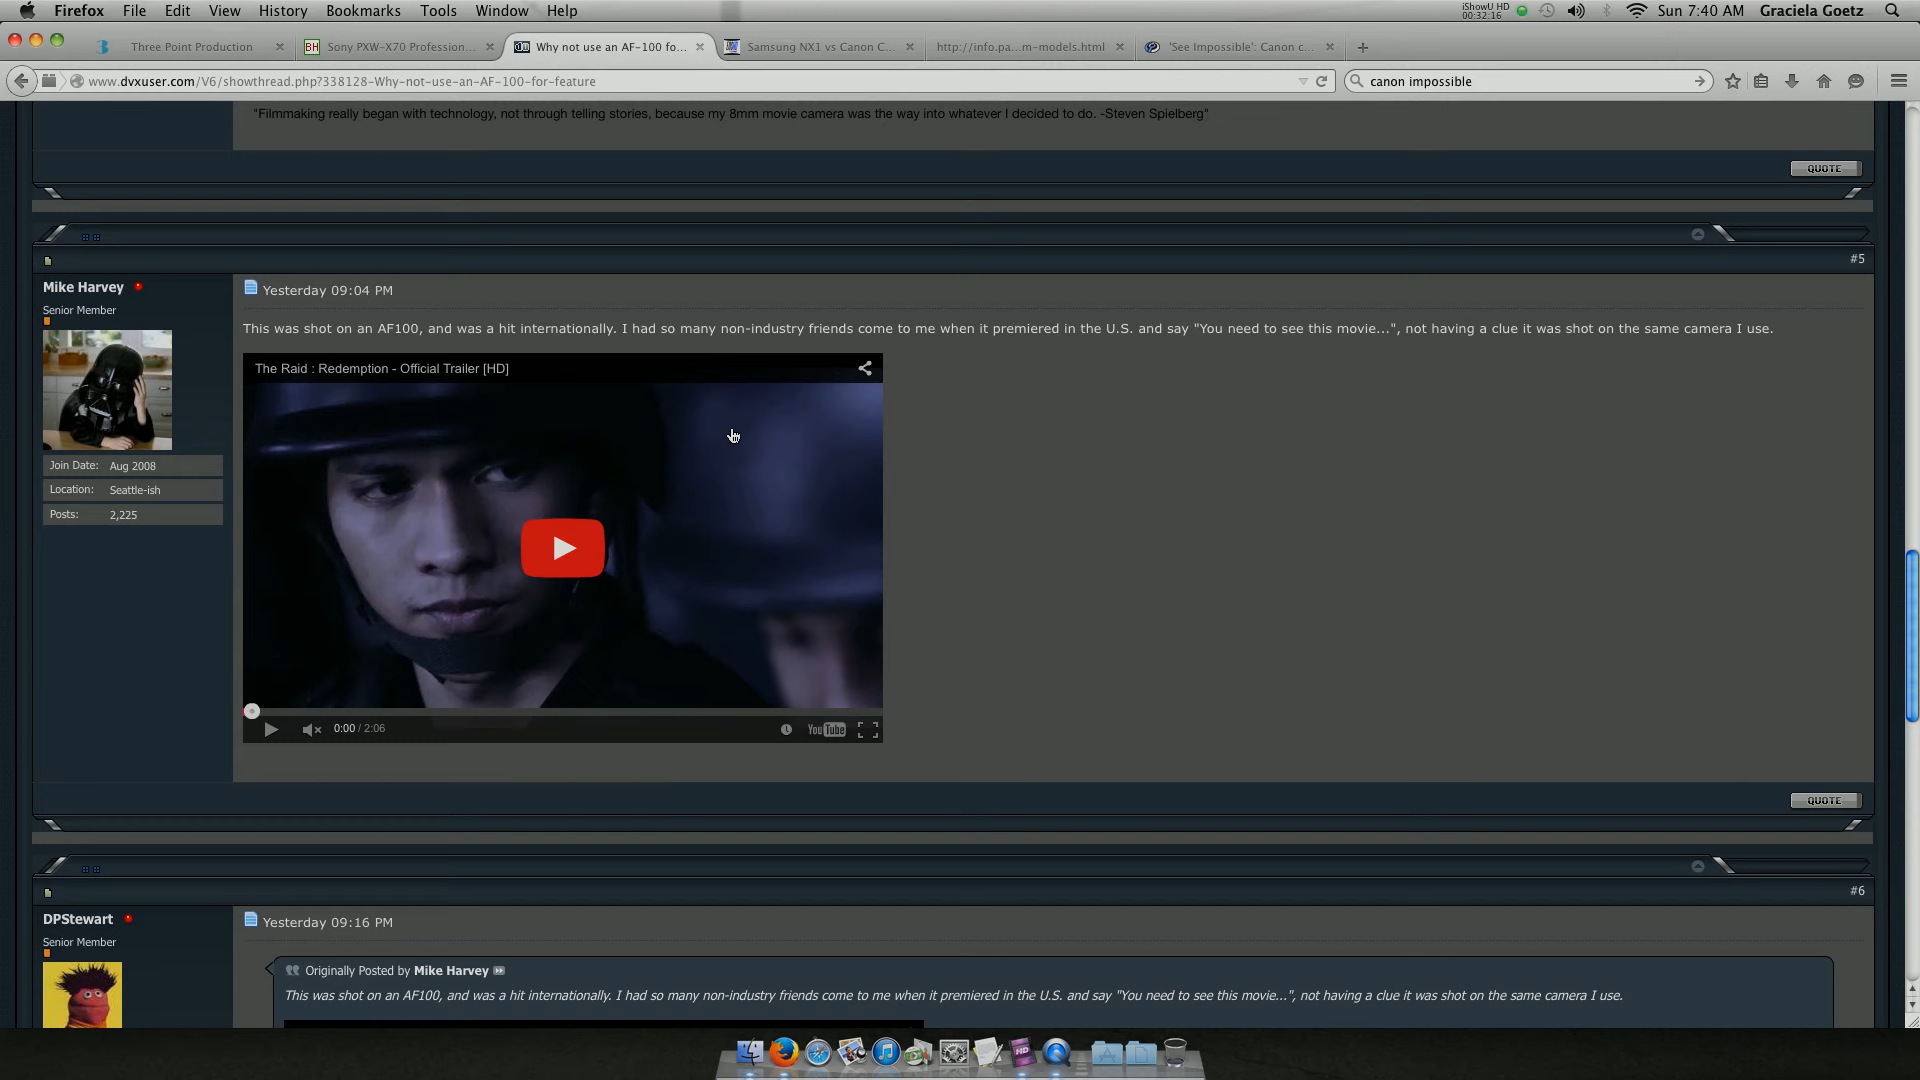 Firefox File Edit View History Bookmarks Tools Window Help
iShowU HD
00:32:16
Sun 7:40 AM Graciela Goetz
Three Point Production
BH Sony PXW-X70 Profession...
Why not use an AF-100 fo...
Samsung NX1 vs Canon C...
http://info.pa...m-models.html
'See Impossible': Canon c...
www.dvxuser.com/V6/showthread.php?338128-Why-not-use-an-AF-100-for-feature
canon impossible
"Filmmaking really began with technology, not through telling stories, because my 8mm movie camera was the way into whatever I decided to do. -Steven Spielberg"
QUOTE
#5
Mike Harvey
Senior Member
Join Date: Aug 2008
Location: Seattle-ish
Posts: 2,225
Yesterday 09:04 PM
This was shot on an AF100, and was a hit internationally. I had so many non-industry friends come to me when it premiered in the U.S. and say "You need to see this movie...", not having a clue it was shot on the same camera I use.
The Raid : Redemption - Official Trailer [HD]
0:00 / 2:06
YouTube
QUOTE
#6
DPStewart
Senior Member
Yesterday 09:16 PM
Originally Posted by Mike Harvey
This was shot on an AF100, and was a hit internationally. I had so many non-industry friends come to me when it premiered in the U.S. and say "You need to see this movie...", not having a clue it was shot on the same camera I use.
HD